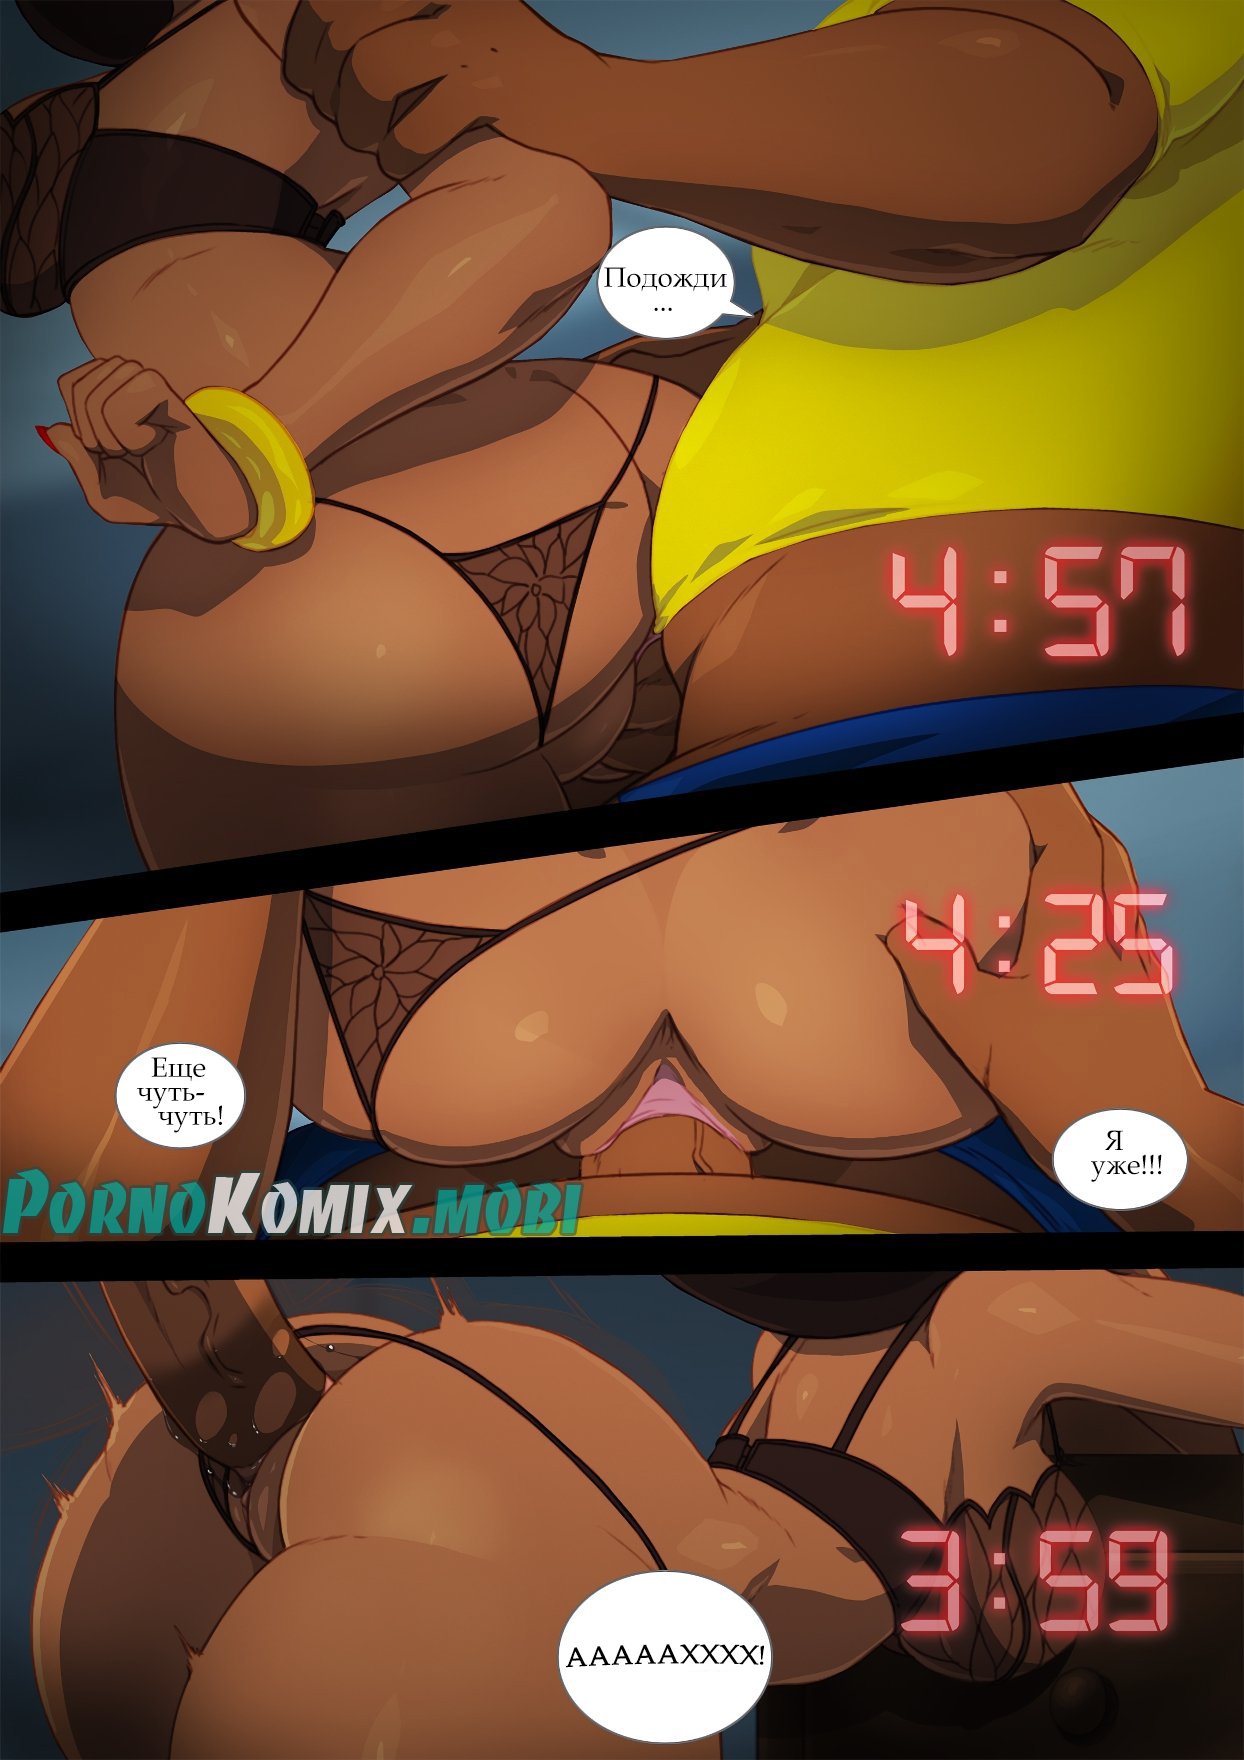 Подожди
...
4:57
4:25
Еще
чуть-
чуть!
Я
уже!!!
PornoKomix.mobi
3:59
АААААХХХХ!